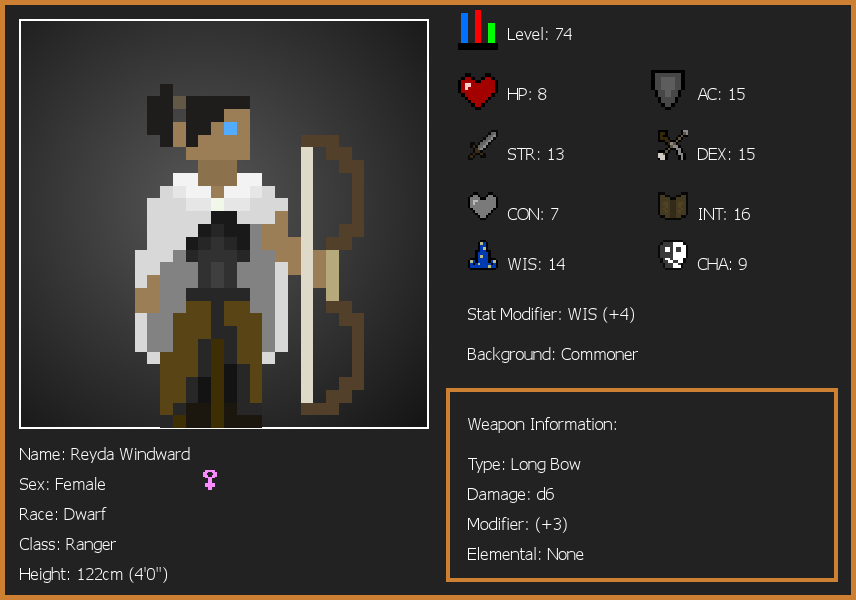 Level: 74
HP: 8
AC: 15
STR: 13
DEX: 15
CON: 7
INT: 16
WIS: 14
CHA: 9
Stat Modifier: WIS (+4)
Background: Commoner
Weapon Information:
Type: Long Bow
Damage: d6
Modifier: (+3)
Elemental: None
Name: Reyda Windward
Sex: Female
Race: Dwarf
Class: Ranger
Height: 122cm (4'0")